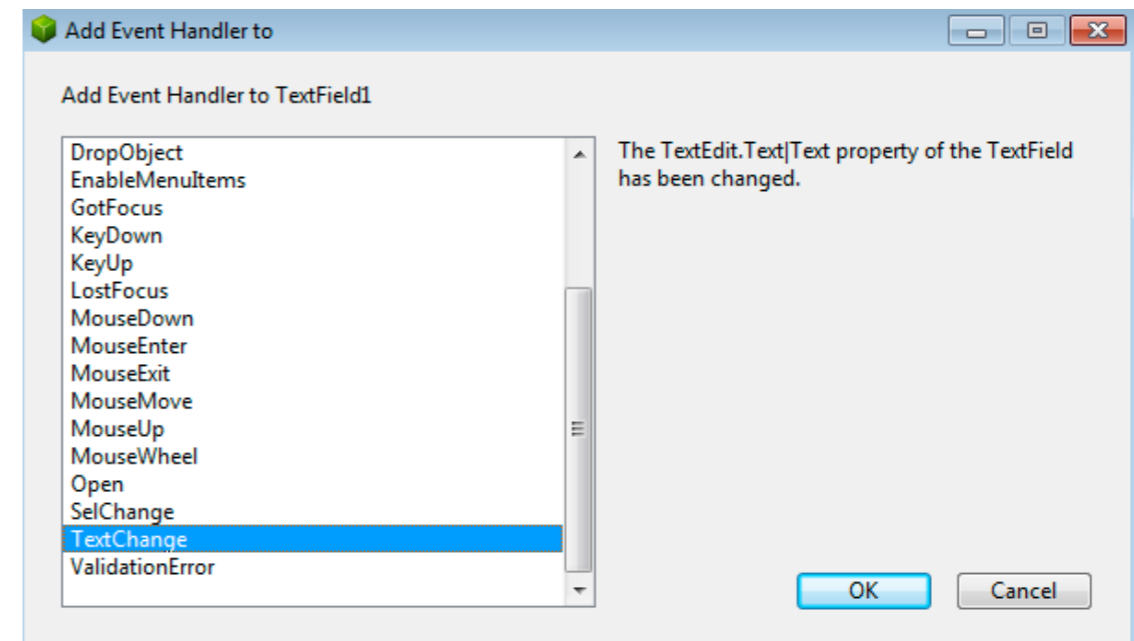 Add Event Handler to
Add Event Handler to TextField1
DropObject
EnableMenuItems
GotFocus
KeyDown
KeyUp
LostFocus
MouseDown
MouseEnter
MouseExit
MouseMove
MouseUp
MouseWheel
Open
SelChange
TextChange
ValidationError
The TextEdit.Text|Text property of the TextField
has been changed.
OK
Cancel